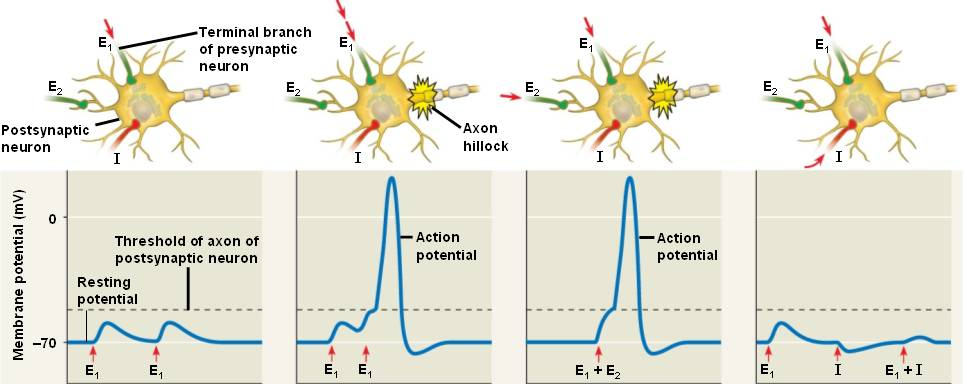 E1
Terminal branch
of presynaptic
neuron
E2
Postsynaptic
neuron
I
E1
E2
Axon
hillock
I
E1
E2
I
E1
E2
I
Membrane potential (mV)
0
–70
Threshold of axon of
postsynaptic neuron
Resting
potential
E1
E1
Action
potential
E1
E1
Action
potential
E1 + E2
E1
I
E1 + I